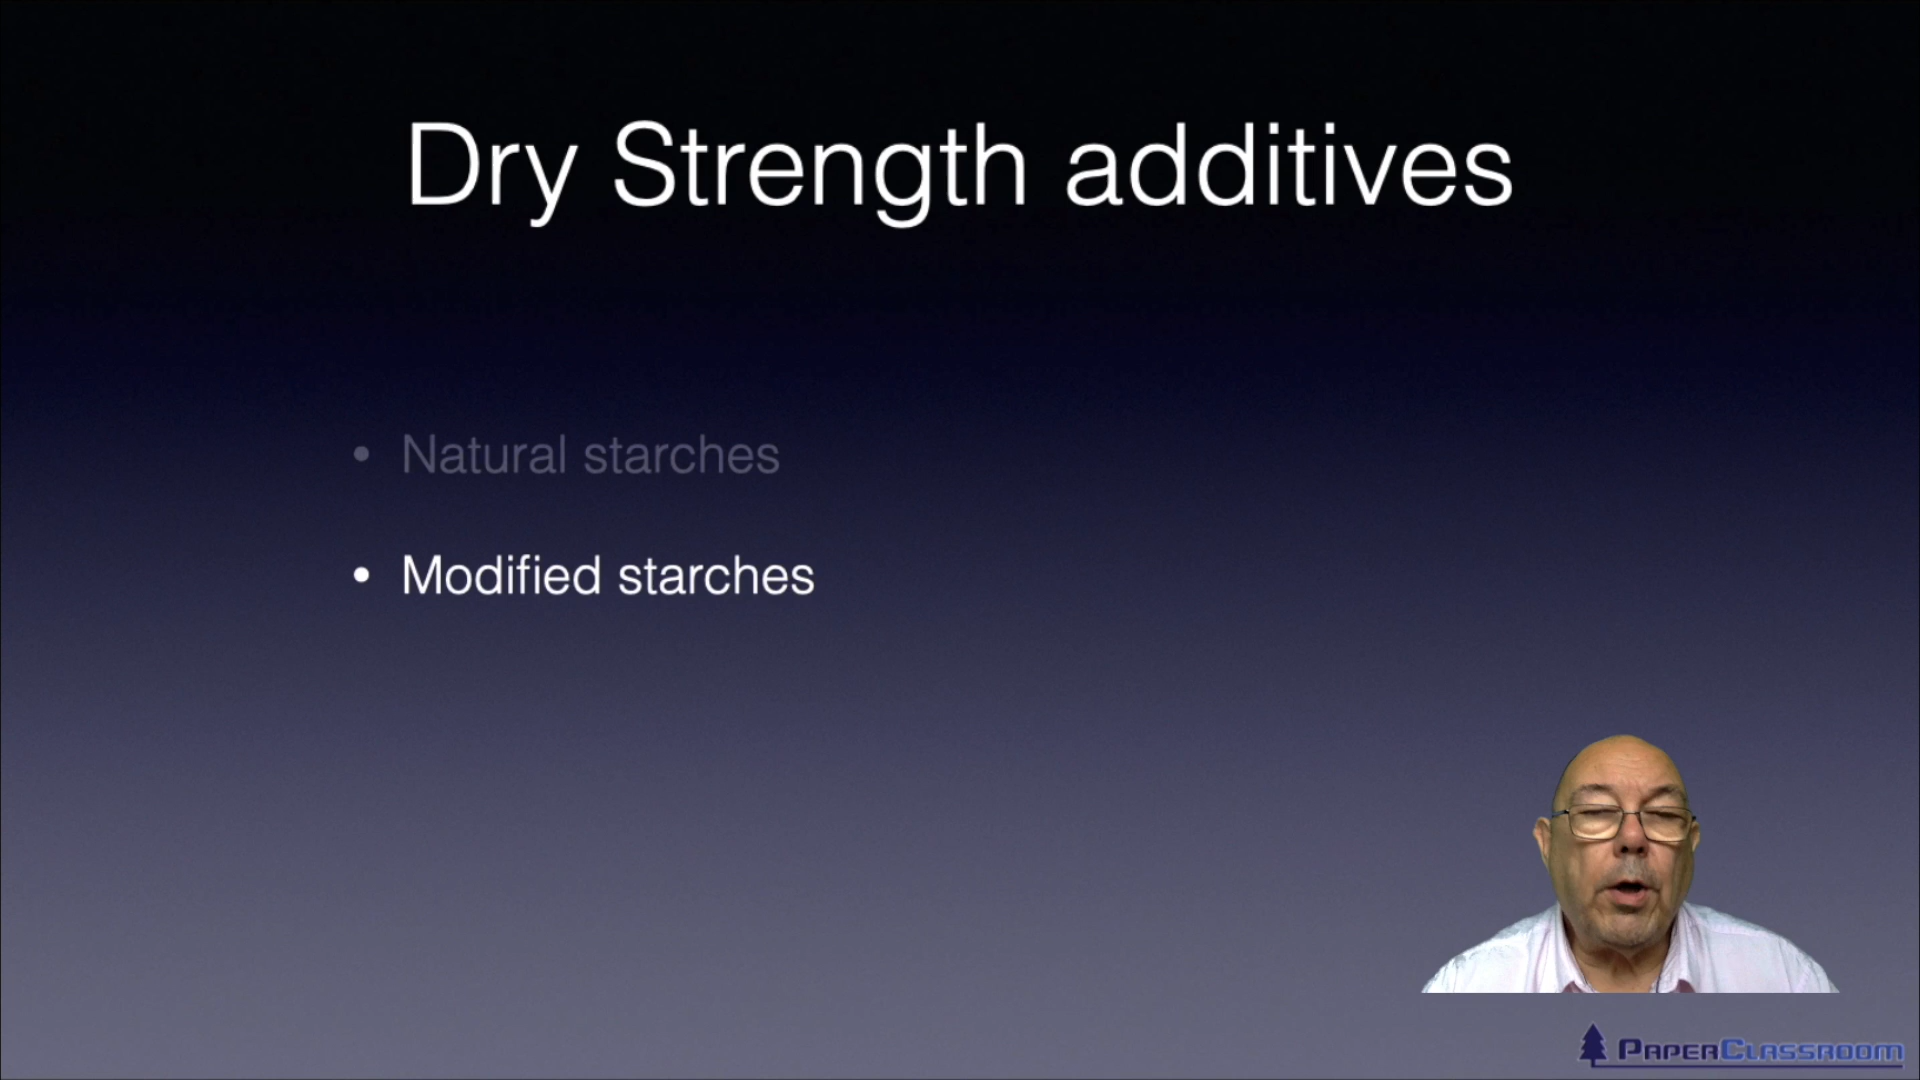 Dry Strength additives
• Natural starches
• Modified starches
PAPERCLASSROOM